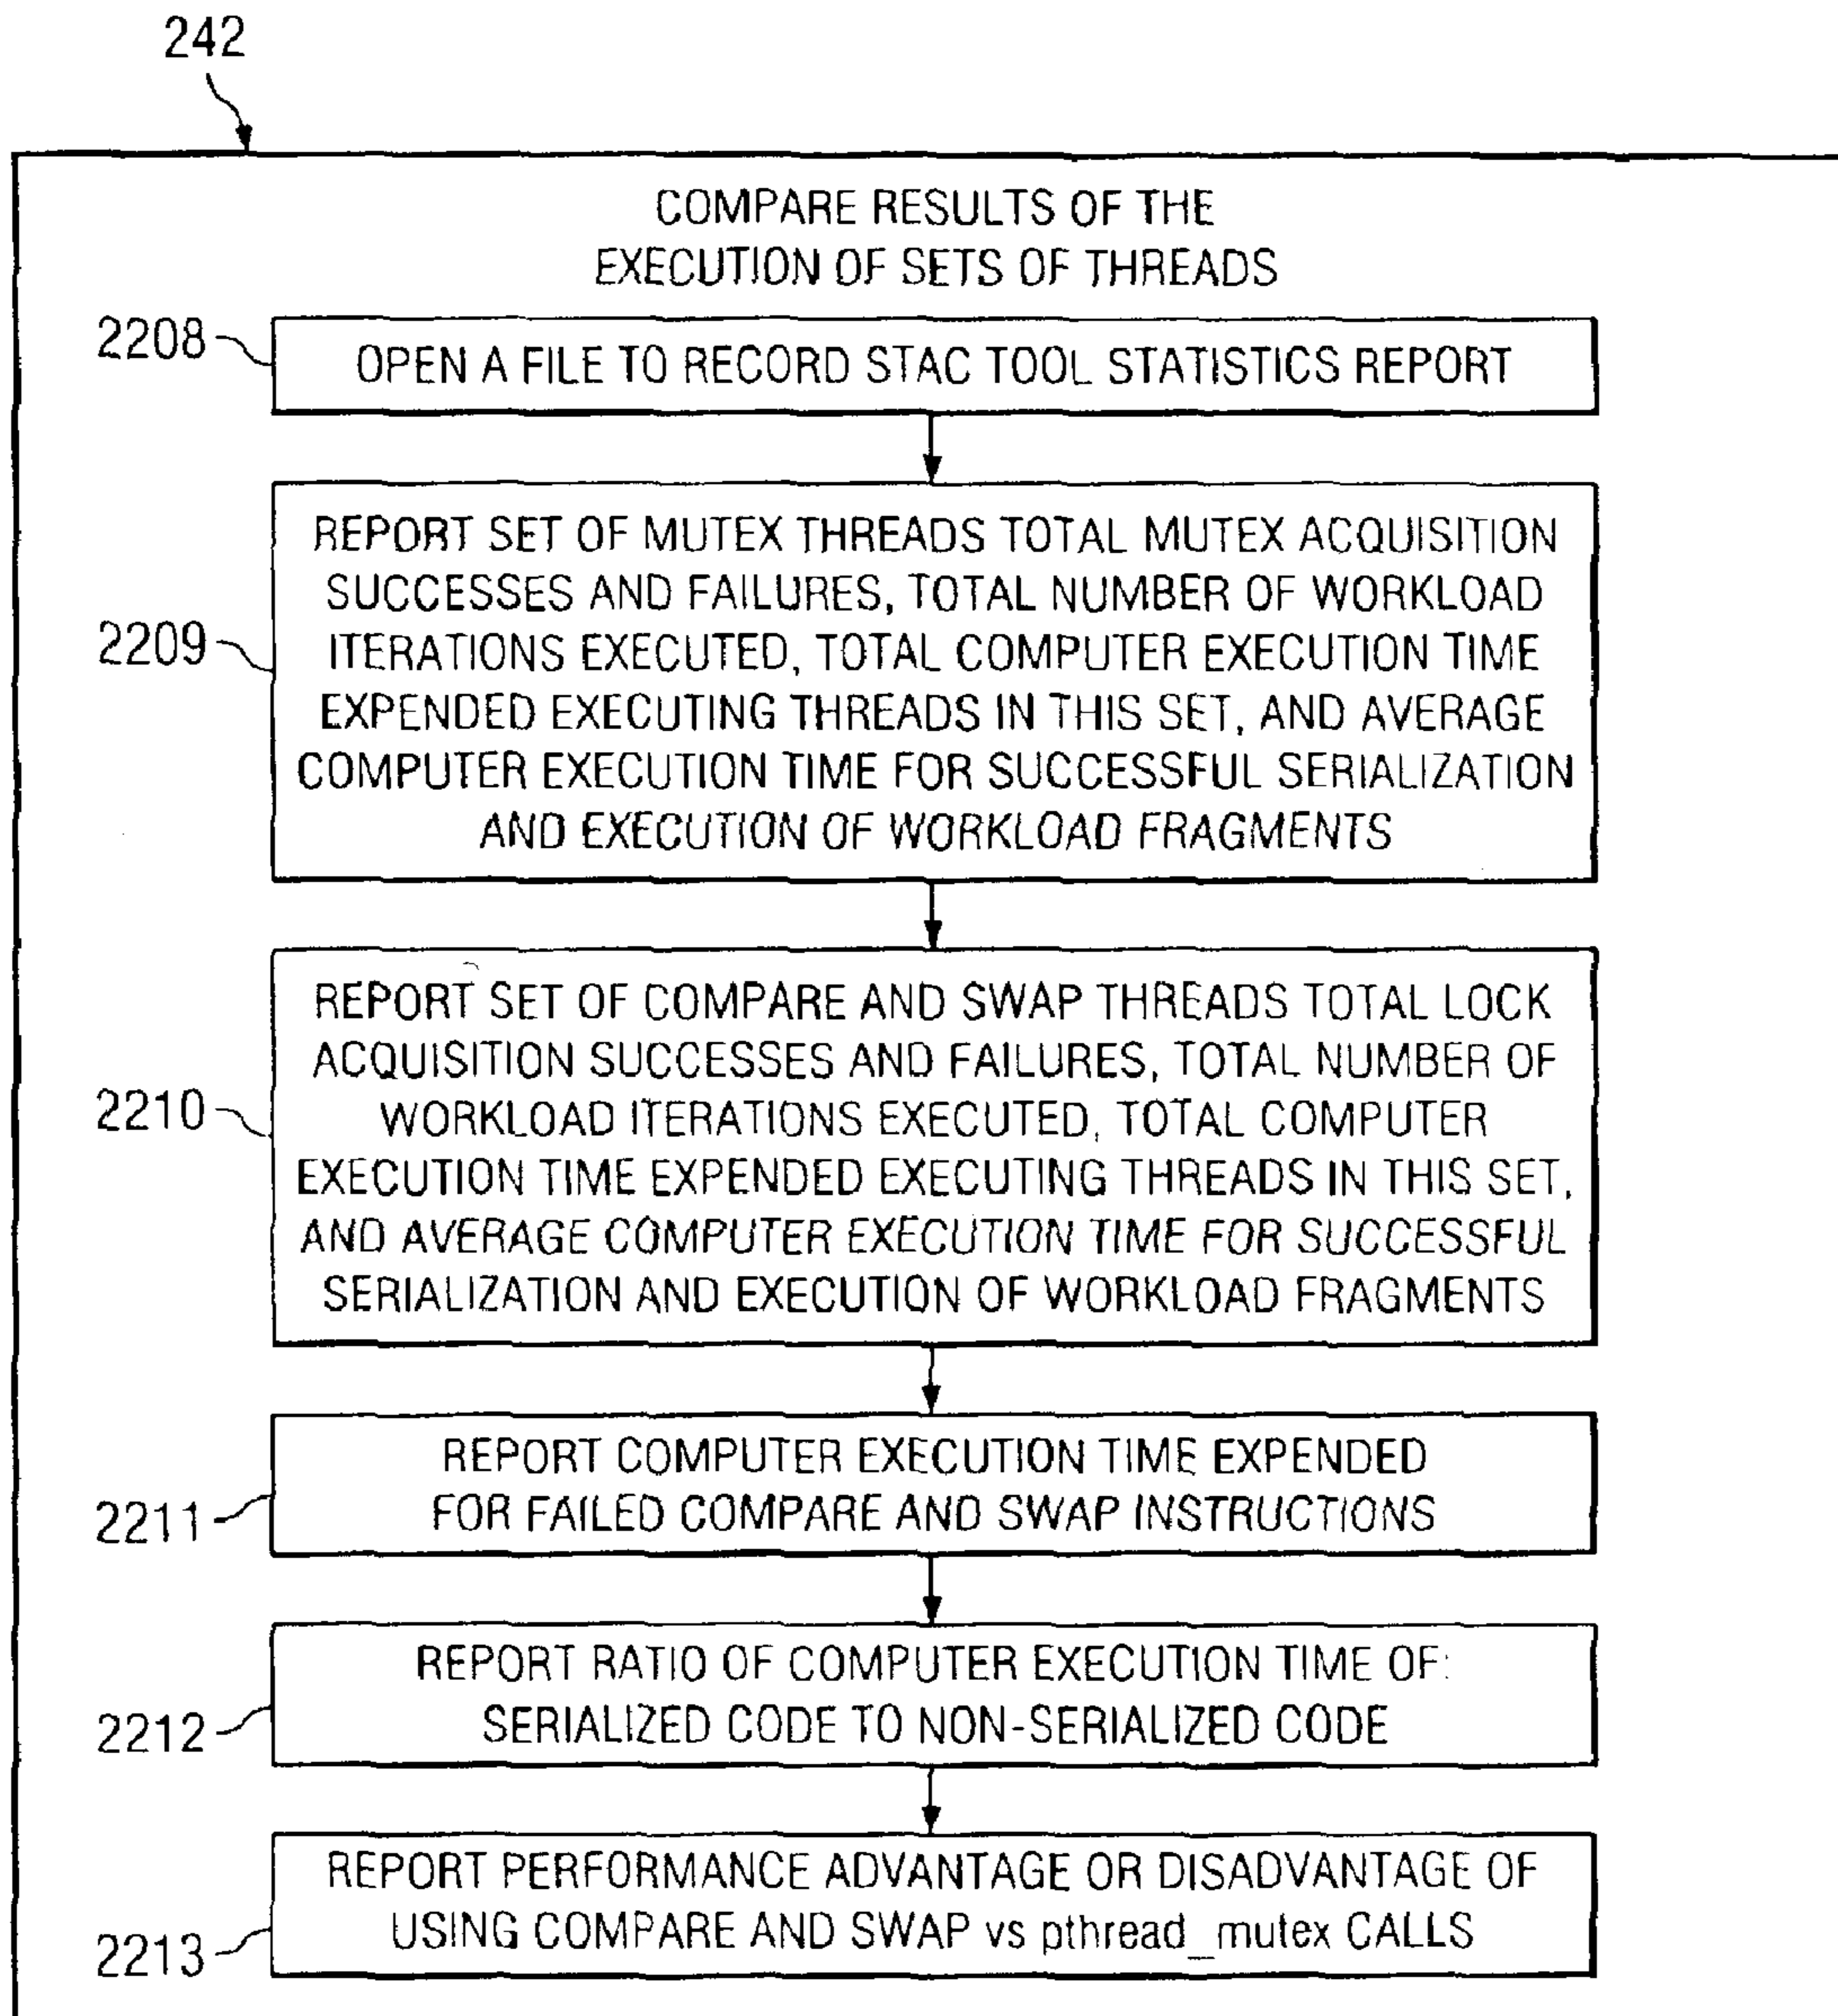 242
COMPARE RESULTS OF THE
EXECUTION OF SETS OF THREADS
2208
OPEN A FILE TO RECORD STAC TOOL STATISTICS REPORT
2209
REPORT SET OF MUTEX THREADS TOTAL MUTEX ACQUISITION
SUCCESSES AND FAILURES, TOTAL NUMBER OF WORKLOAD
ITERATIONS EXECUTED, TOTAL COMPUTER EXECUTION TIME
EXPENDED EXECUTING THREADS IN THIS SET, AND AVERAGE
COMPUTER EXECUTION TIME FOR SUCCESSFUL SERIALIZATION
AND EXECUTION OF WORKLOAD FRAGMENTS
2210
REPORT SET OF COMPARE AND SWAP THREADS TOTAL LOCK
ACQUISITION SUCCESSES AND FAILURES, TOTAL NUMBER OF
WORKLOAD ITERATIONS EXECUTED, TOTAL COMPUTER
EXECUTION TIME EXPENDED EXECUTING THREADS IN THIS SET,
AND AVERAGE COMPUTER EXECUTION TIME FOR SUCCESSFUL
SERIALIZATION AND EXECUTION OF WORKLOAD FRAGMENTS
2211
REPORT COMPUTER EXECUTION TIME EXPENDED
FOR FAILED COMPARE AND SWAP INSTRUCTIONS
2212
REPORT RATIO OF COMPUTER EXECUTION TIME OF:
SERIALIZED CODE TO NON-SERIALIZED CODE
2213
REPORT PERFORMANCE ADVANTAGE OR DISADVANTAGE OF
USING COMPARE AND SWAP vs pthread_mutex CALLS